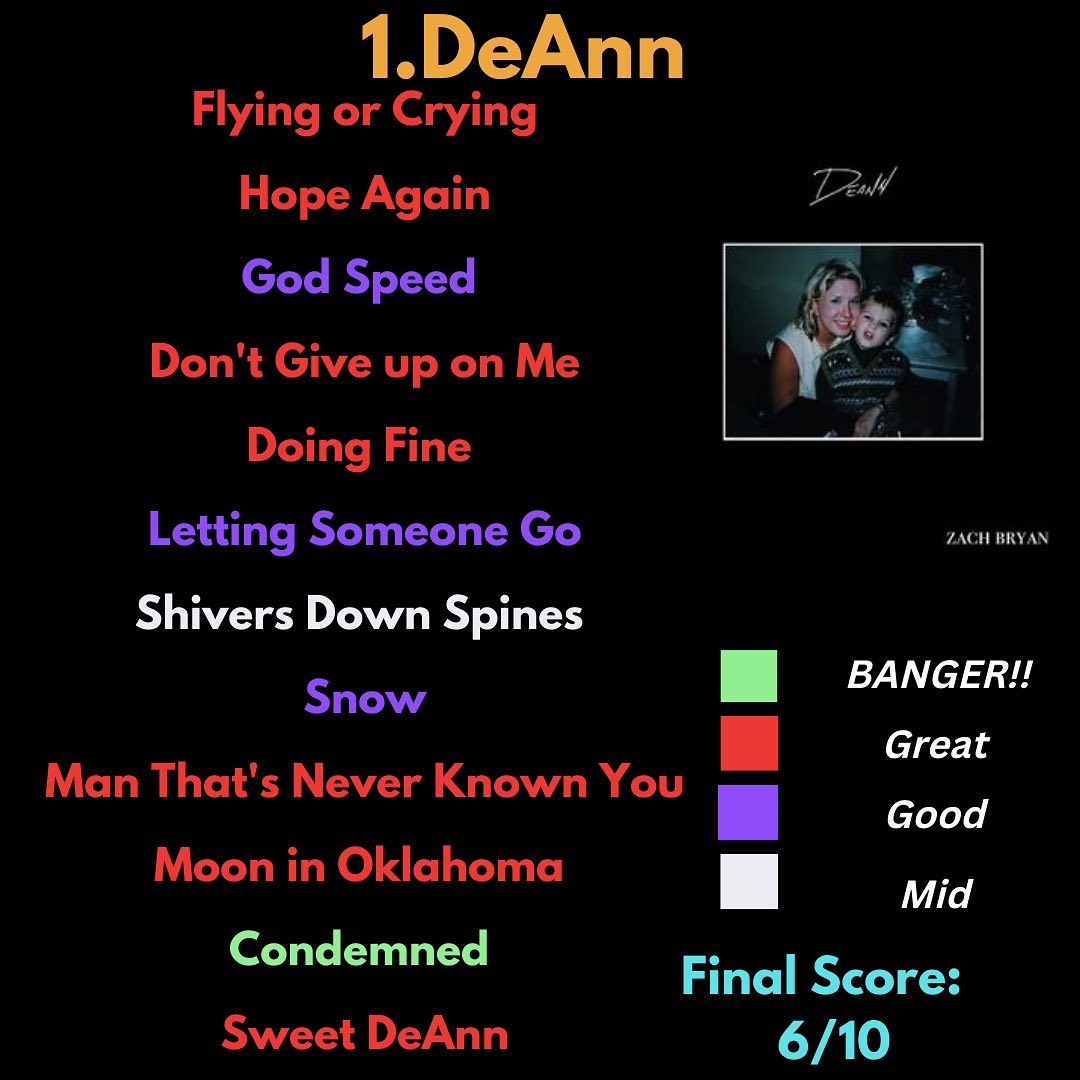 1.DeAnn
Flying or Crying
Hope Again
God Speed
Don't Give up on Me
Doing Fine
Letting Someone Go
Shivers Down Spines
Snow
Man That's Never Known You
Moon in Oklahoma
Condemned
Sweet DeAnn
DeANN
ZACH BRYAN
BANGER!!
Great
Good
Mid
Final Score:
6/10